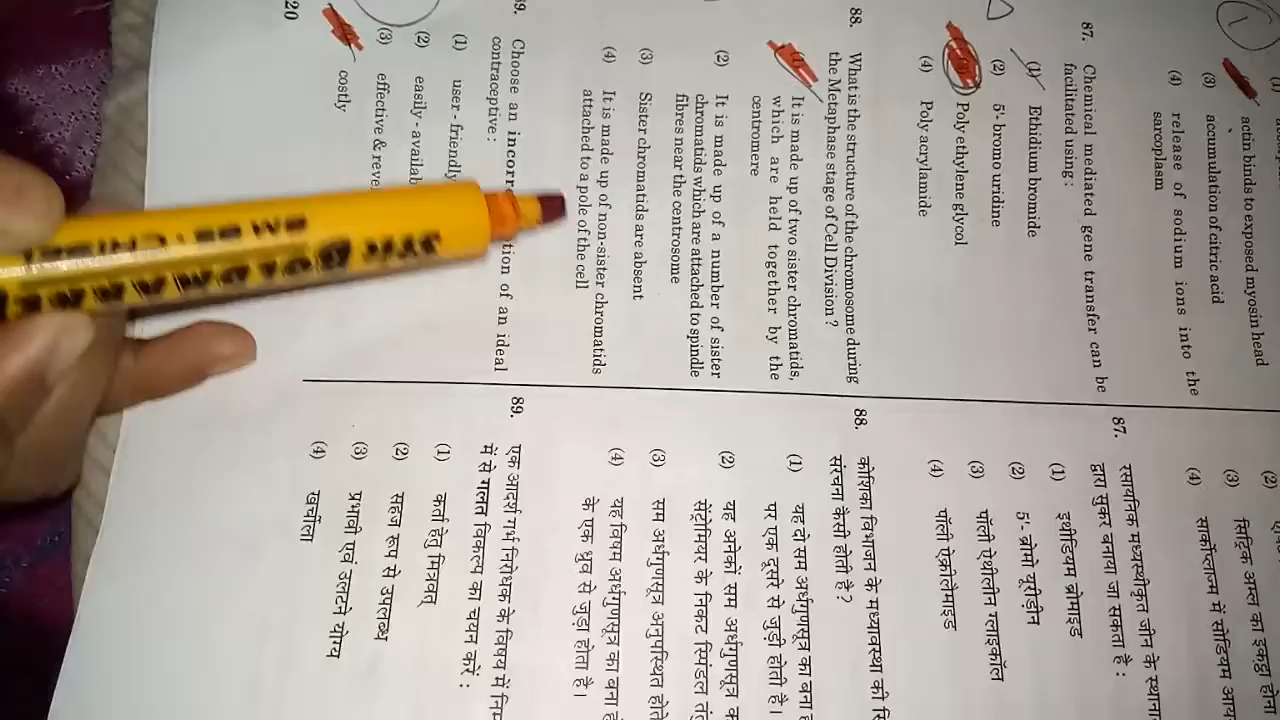 actin binds to exposed myosin head
(3) accumulation of citric acid
(4) release of sodium ions into the
sarcoplasm
87. Chemical mediated gene transfer can be
facilitated using :
(1) Ethidium bromide
(2) 5'- bromo uridine
Poly ethylene glycol
(4) Poly acrylamide
88. What is the structure of the chromosome during
the Metaphase stage of Cell Division ?
(1) It is made up of two sister chromatids,
which are held together by the
centromere
(2) It is made up of a number of sister
chromatids which are attached to spindle
fibres near the centrosome
(3) Sister chromatids are absent
(4) It is made up of non-sister chromatids
attached to a pole of the cell
89. Choose an of an ideal
contraceptive :
(1) user - friendly
(2)
(3) effective &
costly
20
(2)
(3) सिट्रिक अम्ल का इकट्ठा होना
(4) सार्कोलाज्म में सोडियम
87. रसायनिक मध्यस्थीकृत जीन के
द्वारा सुकर बनाया जा सकता है :
(1) इथीडियम ब्रोमाइड
(2) 5'- ब्रोमो यूरीडीन
(3) पॉली ऐथीलीन ग्लाइकॉल
(4) पॉली ऐक्रीलैमाइड
88. कोशिका विभाजन के मध्यावस्था की
संरचना कैसी होती है ?
(1) यह दो सम अर्धगुणसूत्र का बना
पर एक दूसरे से जुड़ी होती है ।
(2) यह अनेकों सम अर्धगुणसूत्र
सेंट्रोमियर के निकट स्पिंडल
(3) सम अर्धगुणसूत्र अनुपस्थित होते
(4) यह विषम अर्धगुणसूत्र का बना
के एक ध्रुव से जुड़ा होता है ।
89. एक आदर्श गर्भ निरोधक के विषय में
में से गलत विकल्प का चयन करें :
(1) कर्ता हेतु मित्रवत्
(2) सहज रूप से उपलब्ध
(3) प्रभावी एवं उलटने योग्य
(4) खर्चीला